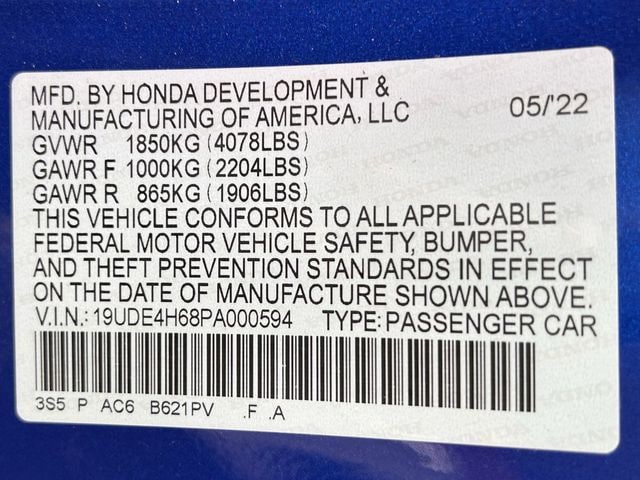 MFD. BY HONDA DEVELOPMENT &
MANUFACTURING OF AMERICA, LLC 05/'22
GVWR 1850KG (4078LBS)
GAWR F 1000KG (2204LBS)
GAWR R 865KG (1906LBS)
THIS VEHICLE CONFORMS TO ALL APPLICABLE
FEDERAL MOTOR VEHICLE SAFETY, BUMPER,
AND THEFT PREVENTION STANDARDS IN EFFECT
ON THE DATE OF MANUFACTURE SHOWN ABOVE.
V.I.N.: 19UDE4H68PA000594 TYPE: PASSENGER CAR
3S5 P AC6 B621PV .F .A